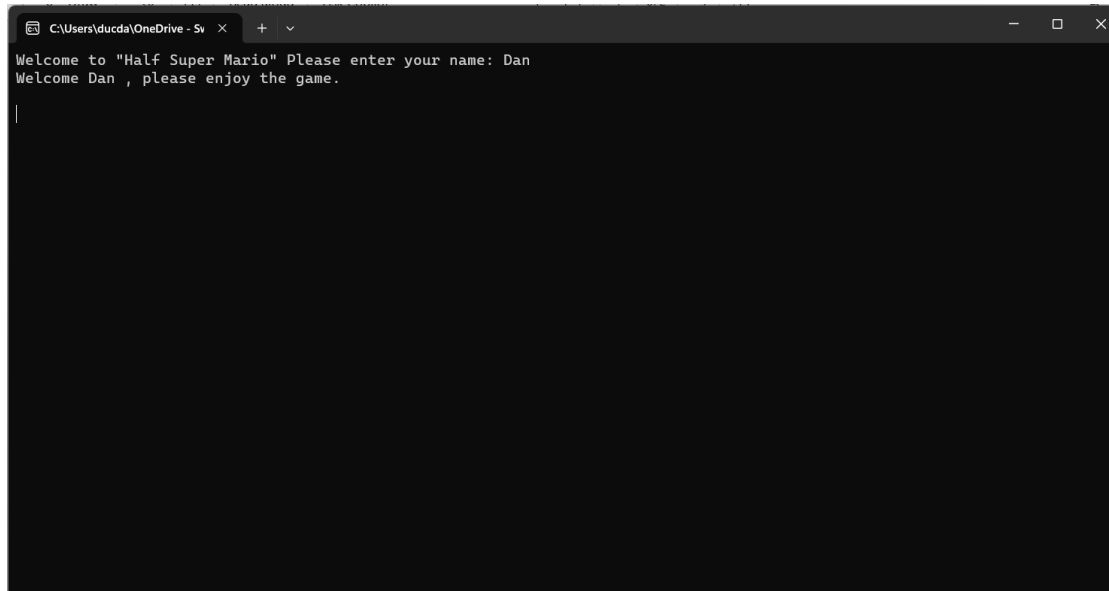 C:\Users\ducda\OneDrive - Sw
Welcome to "Half Super Mario" Please enter your name: Dan
Welcome Dan , please enjoy the game.